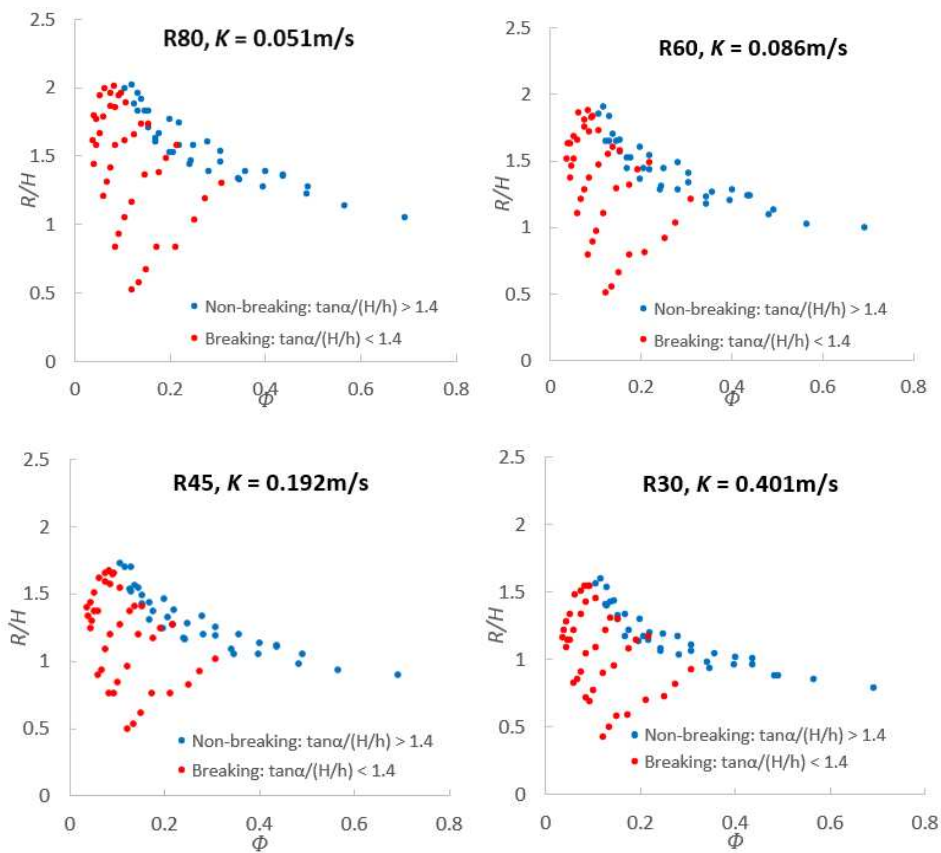 2.5
R80, K = 0.051m/s
2
1.5
R/H
1
0.5
Non-breaking: tanα/(H/h) > 1.4
Breaking: tanα/(H/h) < 1.4
0
0 0.2 0.4 0.6 0.8
Φ
2.5
R60, K = 0.086m/s
2
1.5
R/H
1
0.5
Non-breaking: tanα/(H/h) > 1.4
Breaking: tanα/(H/h) < 1.4
0
0 0.2 0.4 0.6 0.8
Φ
2.5
R45, K = 0.192m/s
2
1.5
R/H
1
0.5
Non-breaking: tanα/(H/h) > 1.4
Breaking: tanα/(H/h) < 1.4
0
0 0.2 0.4 0.6 0.8
Φ
2.5
R30, K = 0.401m/s
2
1.5
R/H
1
0.5
Non-breaking: tanα/(H/h) > 1.4
Breaking: tanα/(H/h) < 1.4
0
0 0.2 0.4 0.6 0.8
Φ